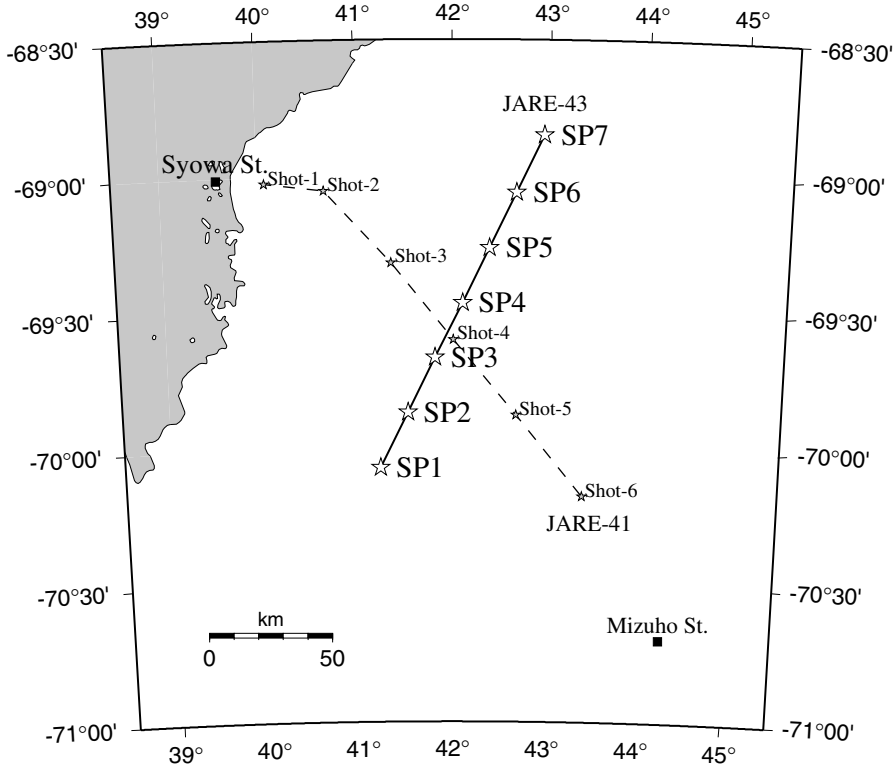 39° 40° 41° 42° 43° 44° 45°
-68°30' -68°30'
JARE-43
SP7
Syowa St.
Shot-1
Shot-2
-69°00' -69°00'
SP6
SP5
Shot-3
SP4
-69°30' -69°30'
Shot-4
SP3
SP2
Shot-5
-70°00' -70°00'
SP1
Shot-6
JARE-41
-70°30' -70°30'
km
0 50
Mizuho St.
-71°00' -71°00'
39° 40° 41° 42° 43° 44° 45°